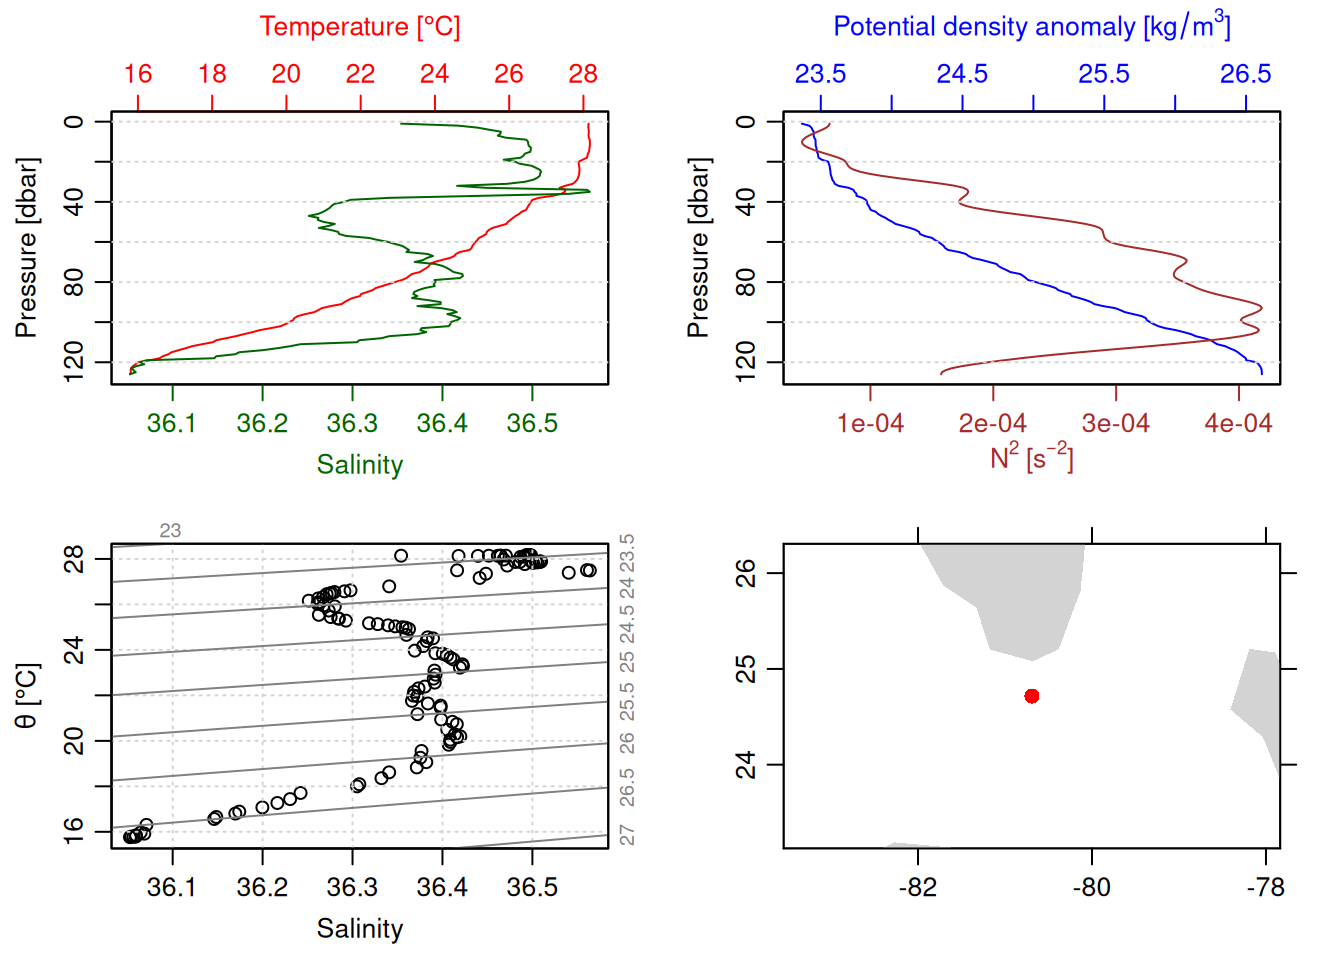 Temperature [°C]
16 18 20 22 24 26 28
Pressure [dbar]
0
40
80
120
36.1 36.2 36.3 36.4 36.5
Salinity
Potential density anomaly [kg/m³]
23.5 24.5 25.5 26.5
Pressure [dbar]
0
40
80
120
1e-04 2e-04 3e-04 4e-04
N² [s⁻²]
23
θ [°C]
28
24
20
16
23.5
24
24.5
25
25.5
26
26.5
27
36.1 36.2 36.3 36.4 36.5
Salinity
26
25
24
-82 -80 -78